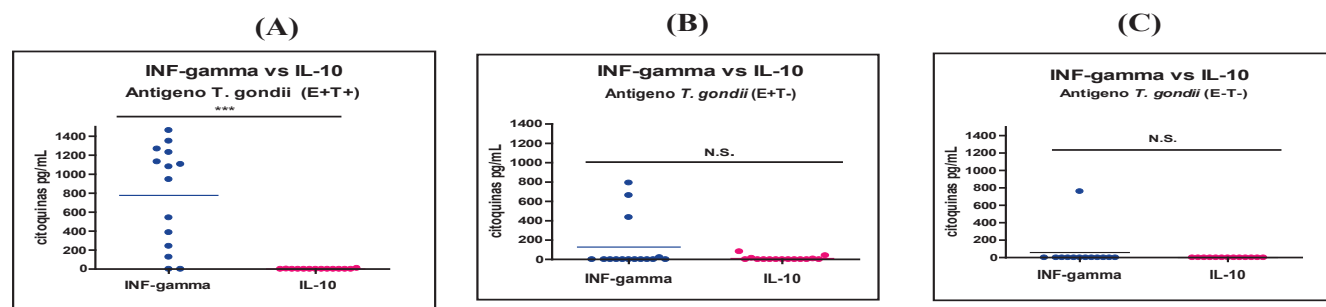 (A)
INF-gamma vs IL-10
Antigeno T. gondii (E+T+)
***
citoquinas pg/mL
1400
1200
1000
800
600
400
200
0
INF-gamma
IL-10
(B)
INF-gamma vs IL-10
Antigeno T. gondii (E+T-)
N.S.
citoquinas pg/mL
1400
1200
1000
800
600
400
200
0
INF-gamma
IL-10
(C)
INF-gamma vs IL-10
Antigeno T. gondii (E-T-)
N.S.
citoquinas pg/mL
1400
1200
1000
800
600
400
200
0
INF-gamma
IL-10